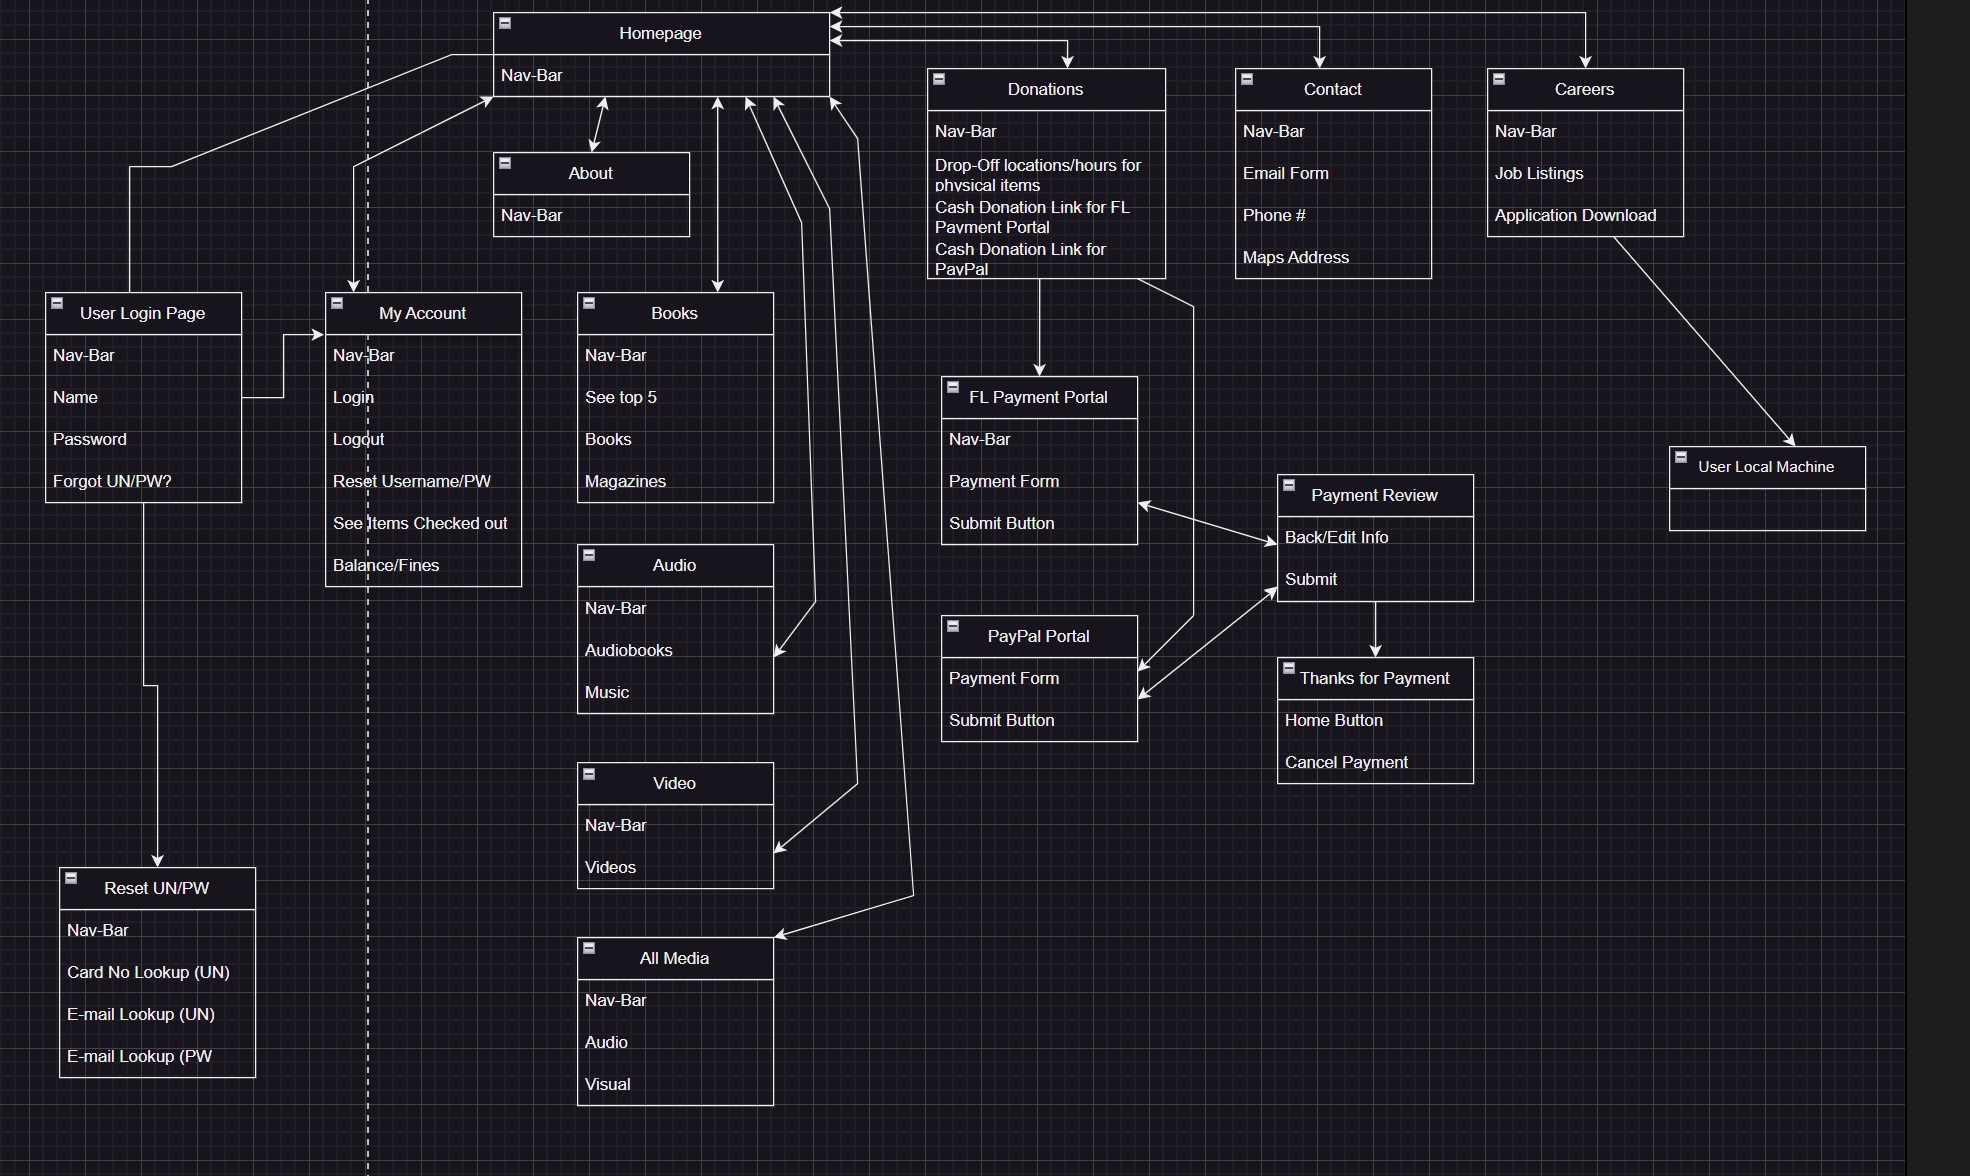 Homepage
Nav-Bar
About
Nav-Bar
Donations
Nav-Bar
Drop-Off locations/hours for
physical items
Cash Donation Link for FL
Payment Portal
Cash Donation Link for
PayPal
Contact
Nav-Bar
Email Form
Phone #
Maps Address
Careers
Nav-Bar
Job Listings
Application Download
User Login Page
Nav-Bar
Name
Password
Forgot UN/PW?
My Account
Nav-Bar
Login
Logout
Reset Username/PW
See Items Checked out
Balance/Fines
Books
Nav-Bar
See top 5
Books
Magazines
FL Payment Portal
Nav-Bar
Payment Form
Submit Button
Payment Review
Back/Edit Info
Submit
User Local Machine
Audio
Nav-Bar
Audiobooks
Music
PayPal Portal
Payment Form
Submit Button
Thanks for Payment
Home Button
Cancel Payment
Video
Nav-Bar
Videos
Reset UN/PW
Nav-Bar
Card No Lookup (UN)
E-mail Lookup (UN)
E-mail Lookup (PW
All Media
Nav-Bar
Audio
Visual